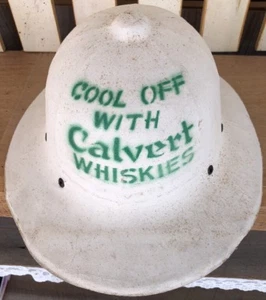 COOL OFF
WITH
Calvert
WHISKIES